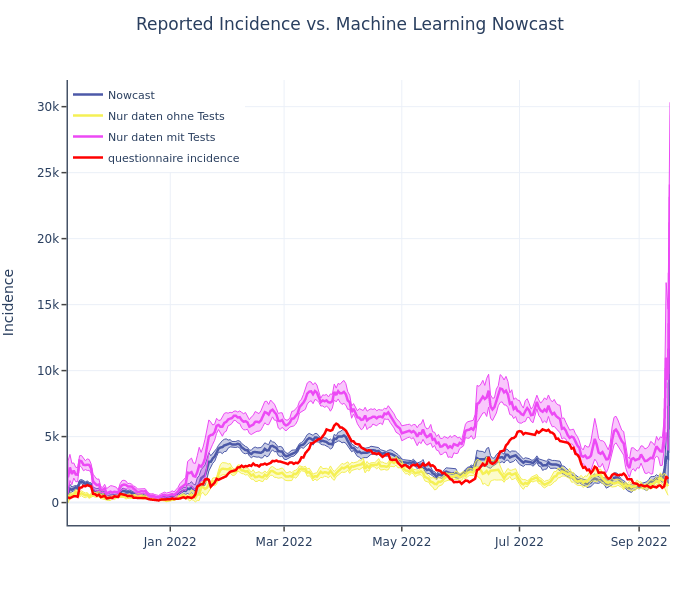 Reported Incidence vs. Machine Learning Nowcast
Nowcast
Nur daten ohne Tests
Nur daten mit Tests
questionnaire incidence
Incidence
30k
25k
20k
15k
10k
5k
0
Jan 2022
Mar 2022
May 2022
Jul 2022
Sep 2022